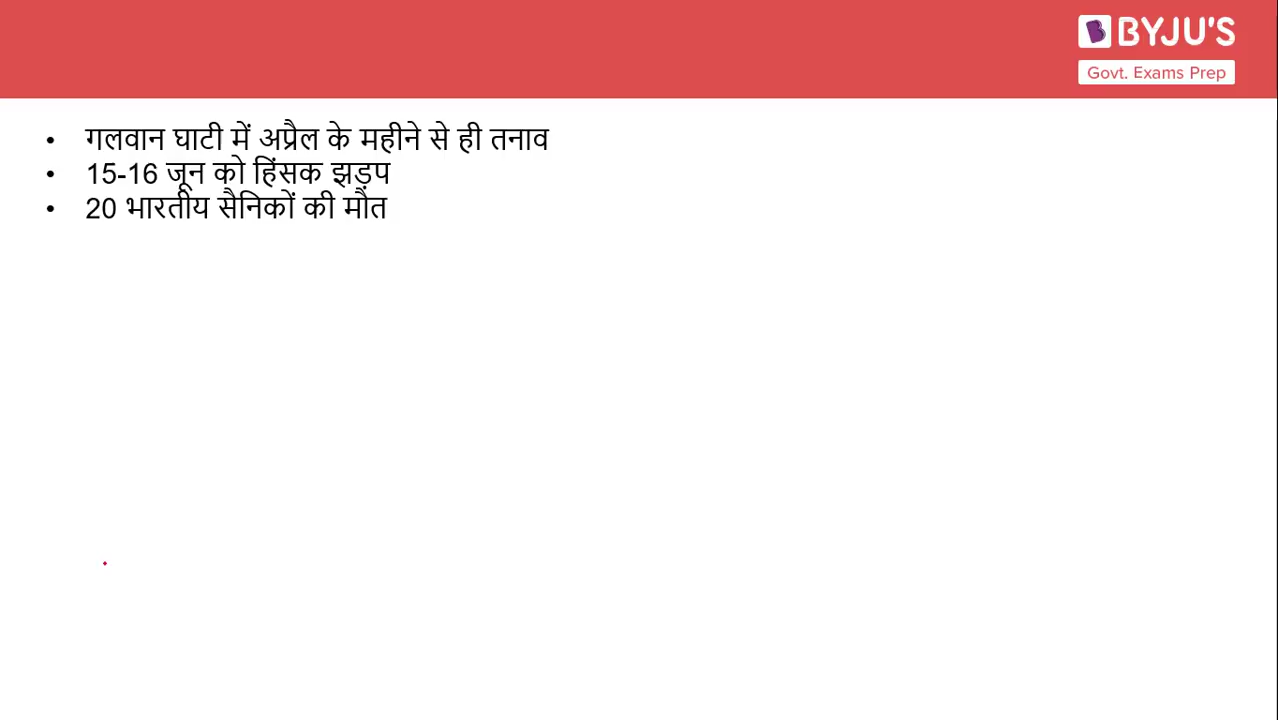 BYJU'S
Govt. Exams Prep
• गलवान घाटी में अप्रैल के महीने से ही तनाव
• 15-16 जून को हिंसक झड़प
• 20 भारतीय सैनिकों की मौत